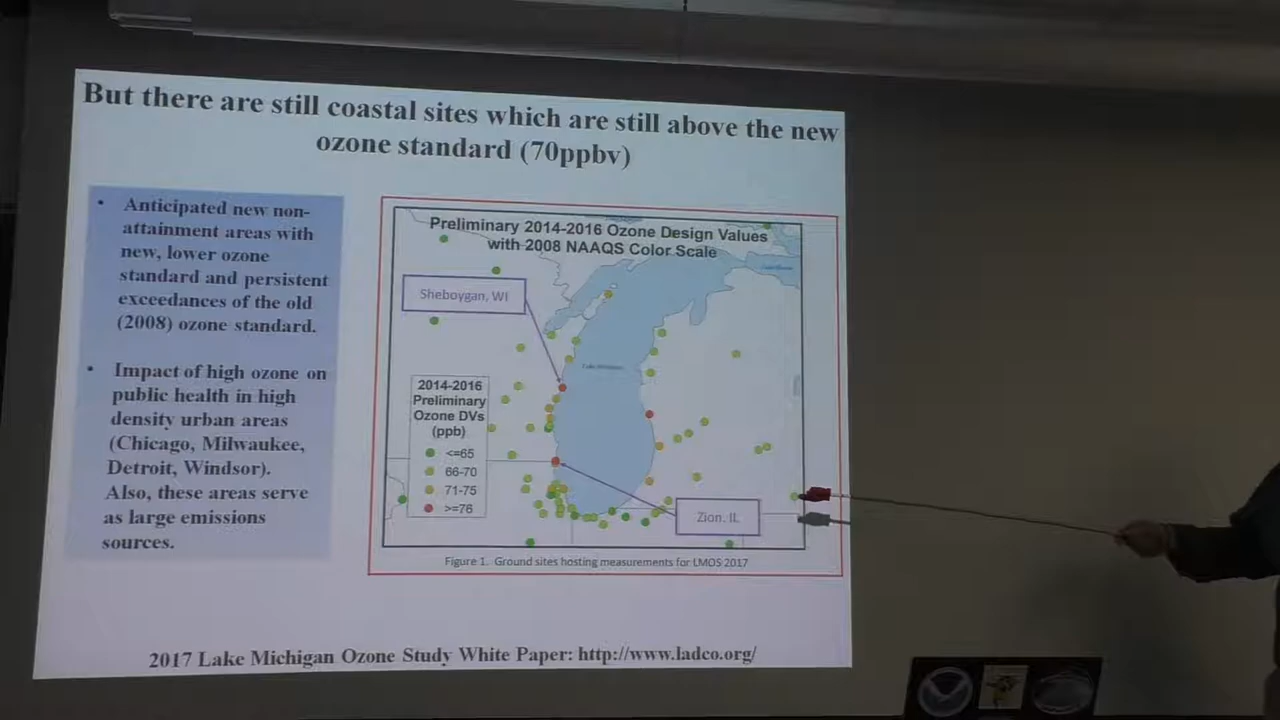 But there are still coastal sites which are still above the new
ozone standard (70ppbv)
• Anticipated new non-
attainment areas with
new, lower ozone
standard and persistent
exceedances of the old
(2008) ozone standard.
• Impact of high ozone on
public health in high
density urban areas
(Chicago, Milwaukee,
Detroit, Windsor).
Also, these areas serve
as large emissions
sources.
Preliminary 2014-2016 Ozone Design Values
with 2008 NAAQS Color Scale
Sheboygan, WI
2014-2016
Preliminary
Ozone DVs
(ppb)
<=65
66-70
71-75
>=76
Zion, IL
Figure 1. Ground sites hosting measurements for LMOS 2017
2017 Lake Michigan Ozone Study White Paper: http://www.ladco.org/